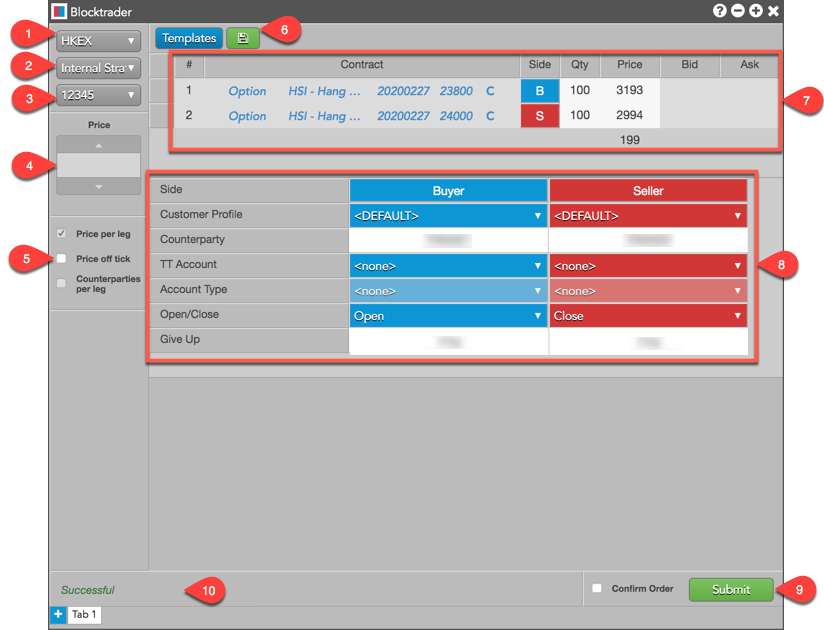 Blocktrader
1
HKEX
2
Internal Stra
3
12345
Price
4
Price per leg
5
Price off tick
Counterparties
per leg
Templates
6
# Contract Side Qty Price Bid Ask
1 Option HSI - Hang ... 20200227 23800 C B 100 3193
2 Option HSI - Hang ... 20200227 24000 C S 100 2994
199
7
Side Buyer Seller
Customer Profile <DEFAULT> <DEFAULT>
Counterparty
TT Account <none> <none>
8
Account Type <none> <none>
Open/Close Open Close
Give Up
Successful
10
Confirm Order
Submit
9
+ Tab 1